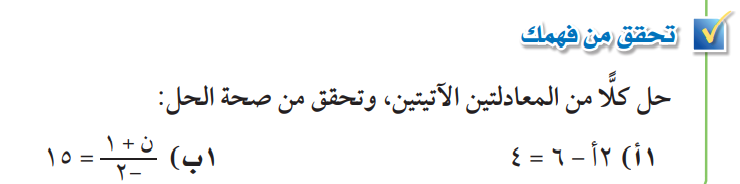 تحقق من فهمك
حل كلًّا من المعادلتين الآتيتين، وتحقق من صحة الحل:
١أ) ٢أ – ٦ = ٤ ١ب) ن + ١ / –٢ = ١٥